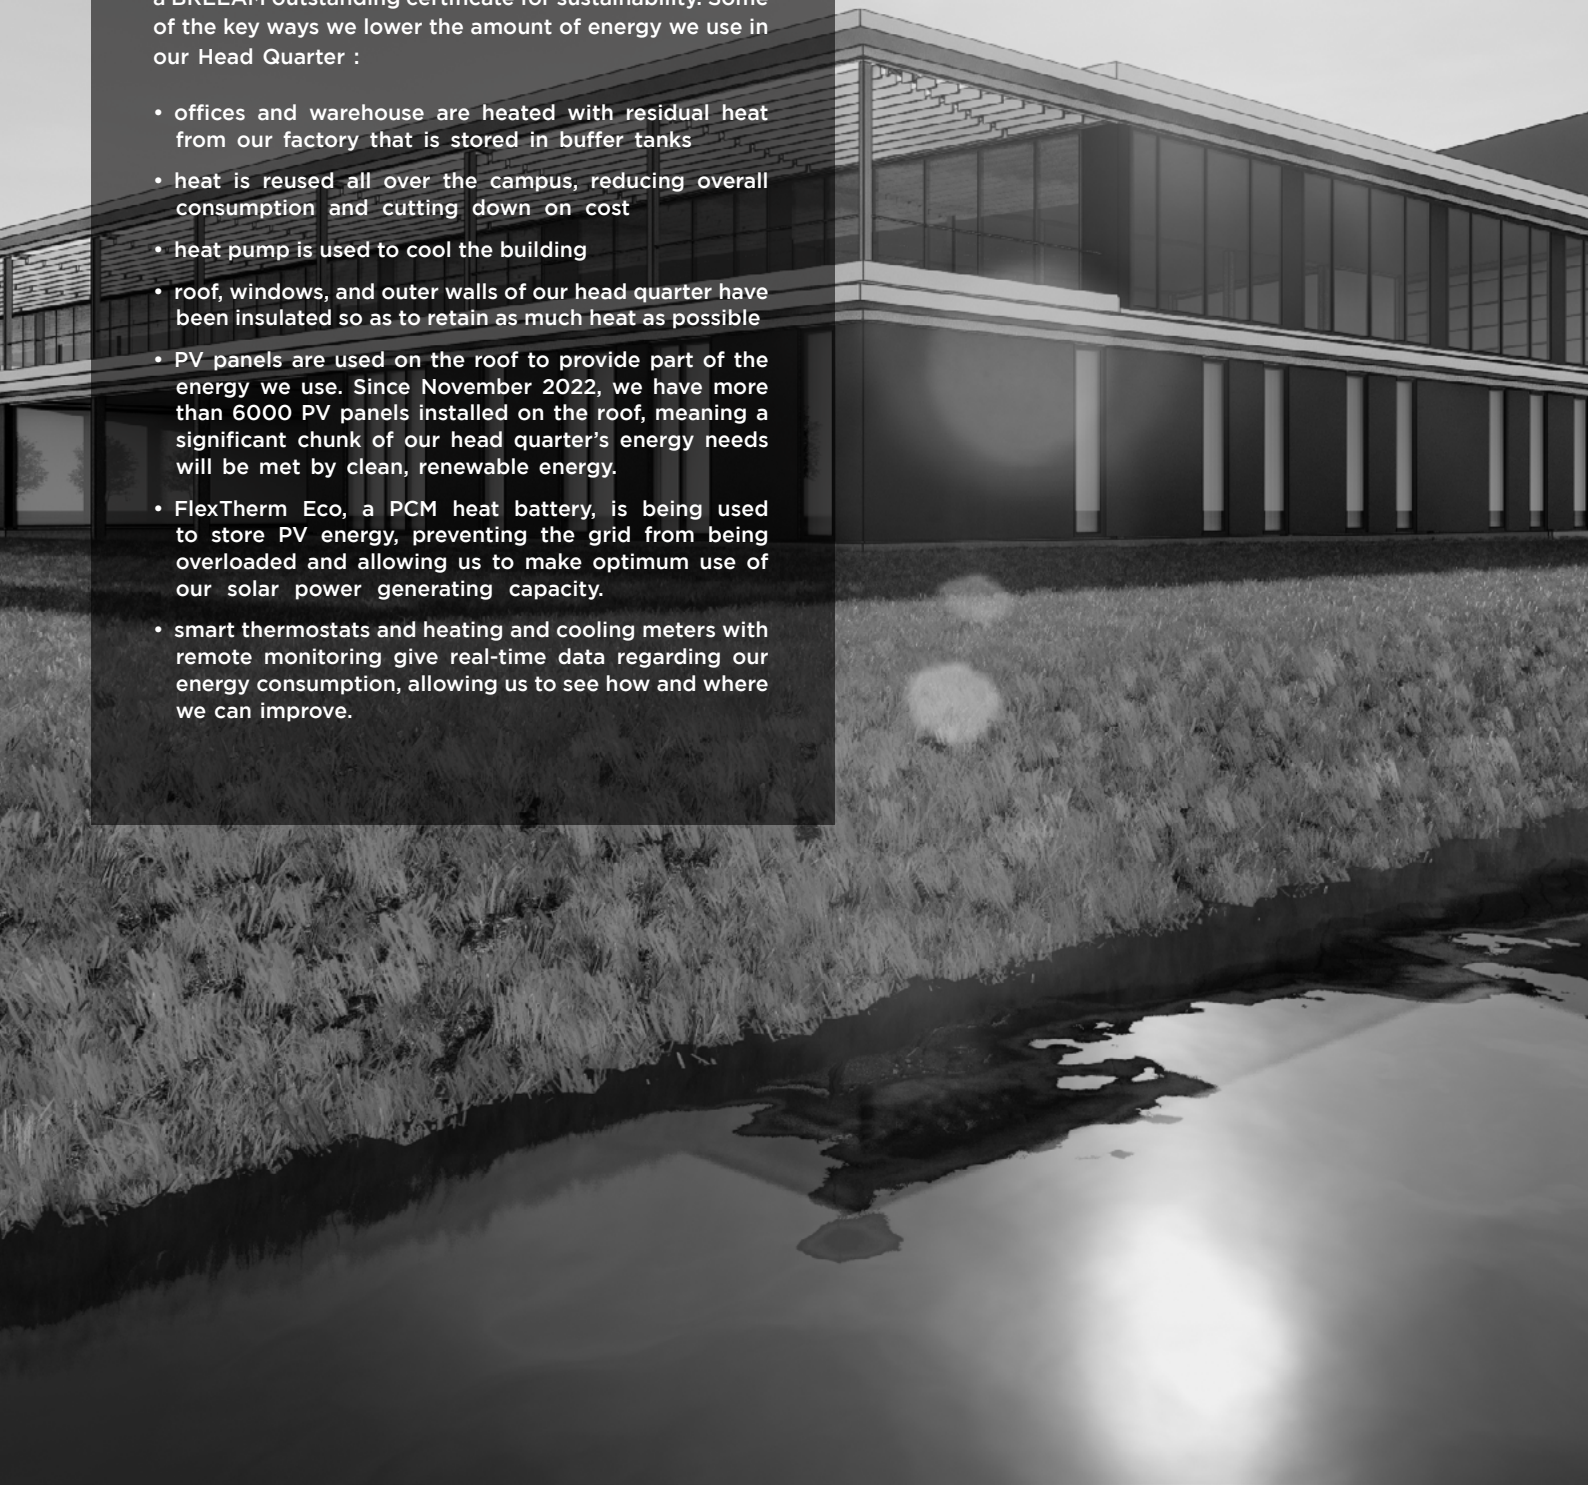 a BREEAM outstanding certificate for sustainability. Some
of the key ways we lower the amount of energy we use in
our Head Quarter :
• offices and warehouse are heated with residual heat
from our factory that is stored in buffer tanks
• heat is reused all over the campus, reducing overall
consumption and cutting down on cost
• heat pump is used to cool the building
• roof, windows, and outer walls of our head quarter have
been insulated so as to retain as much heat as possible
• PV panels are used on the roof to provide part of the
energy we use. Since November 2022, we have more
than 6000 PV panels installed on the roof, meaning a
significant chunk of our head quarter’s energy needs
will be met by clean, renewable energy.
• FlexTherm Eco, a PCM heat battery, is being used
to store PV energy, preventing the grid from being
overloaded and allowing us to make optimum use of
our solar power generating capacity.
• smart thermostats and heating and cooling meters with
remote monitoring give real-time data regarding our
energy consumption, allowing us to see how and where
we can improve.